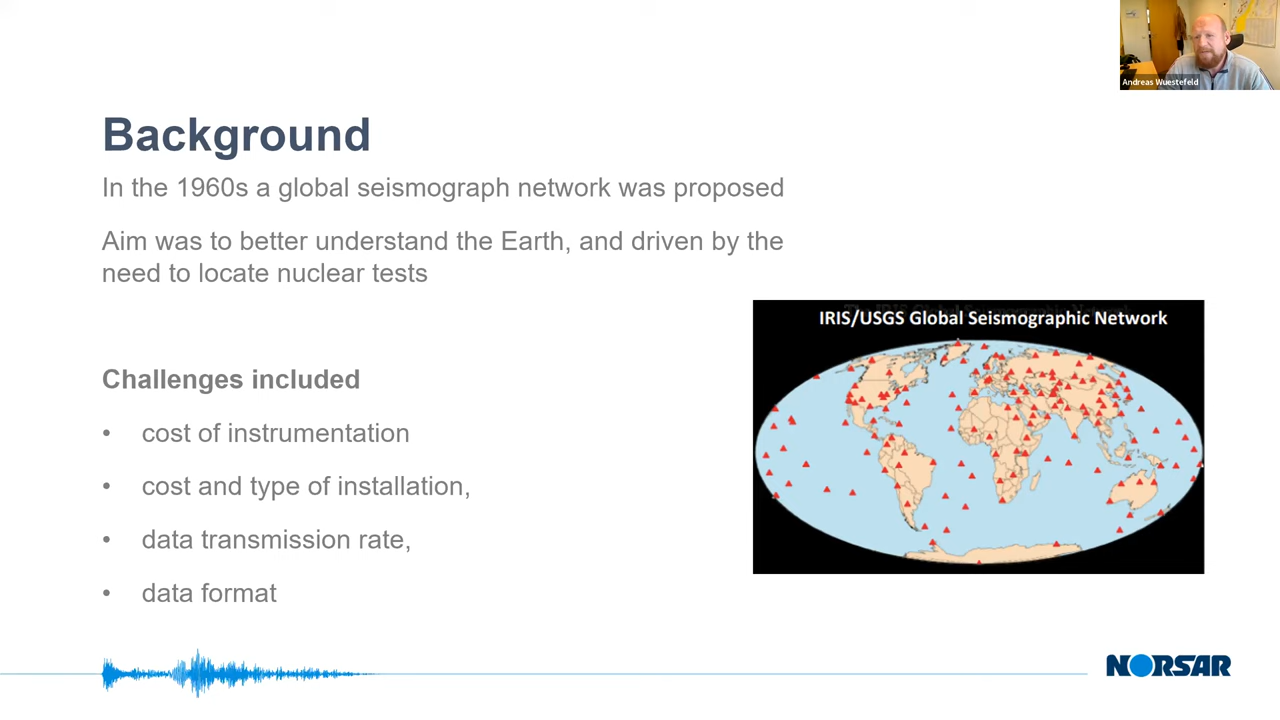 Andreas Wuestefeld
Background
In the 1960s a global seismograph network was proposed
Aim was to better understand the Earth, and driven by the
need to locate nuclear tests
IRIS/USGS Global Seismographic Network
Challenges included
• cost of instrumentation
• cost and type of installation,
• data transmission rate,
• data format
NORSAR